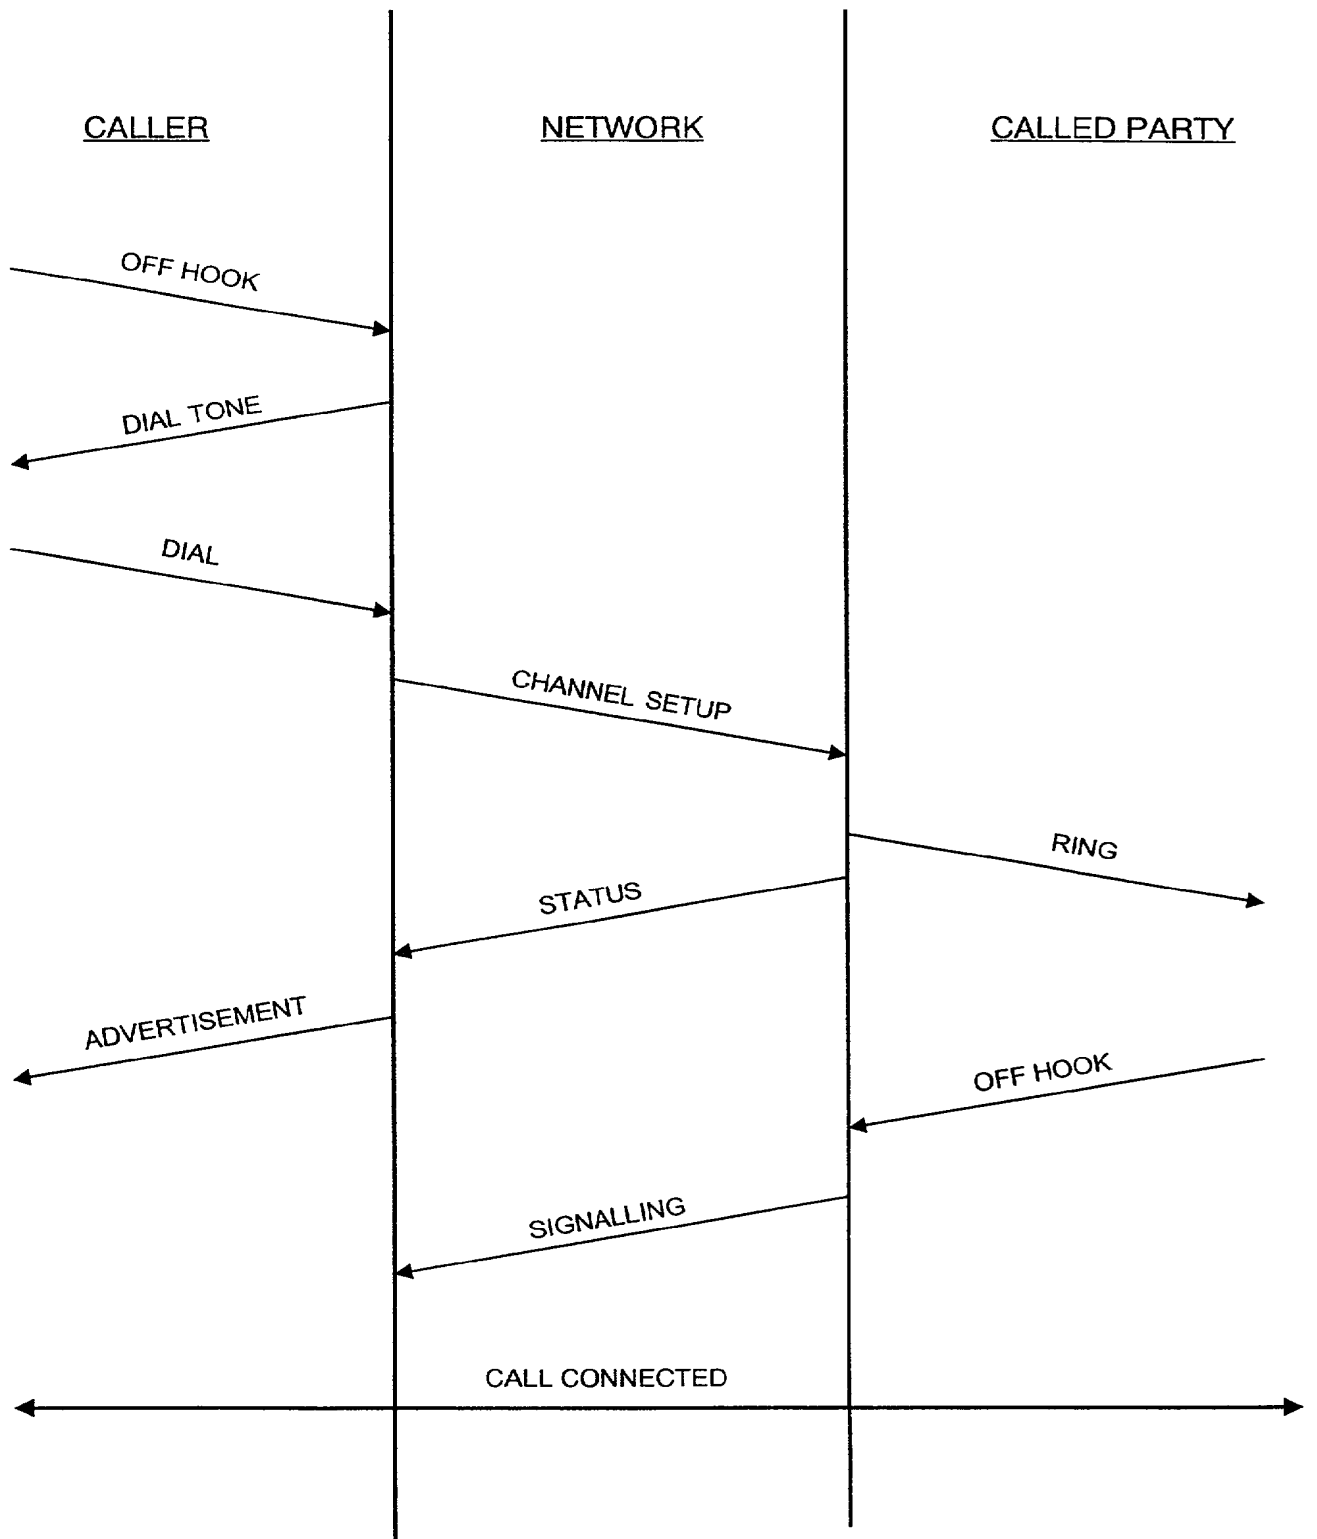 CALLER
NETWORK
CALLED PARTY
OFF HOOK
DIAL TONE
DIAL
CHANNEL SETUP
RING
STATUS
ADVERTISEMENT
OFF HOOK
SIGNALLING
CALL CONNECTED